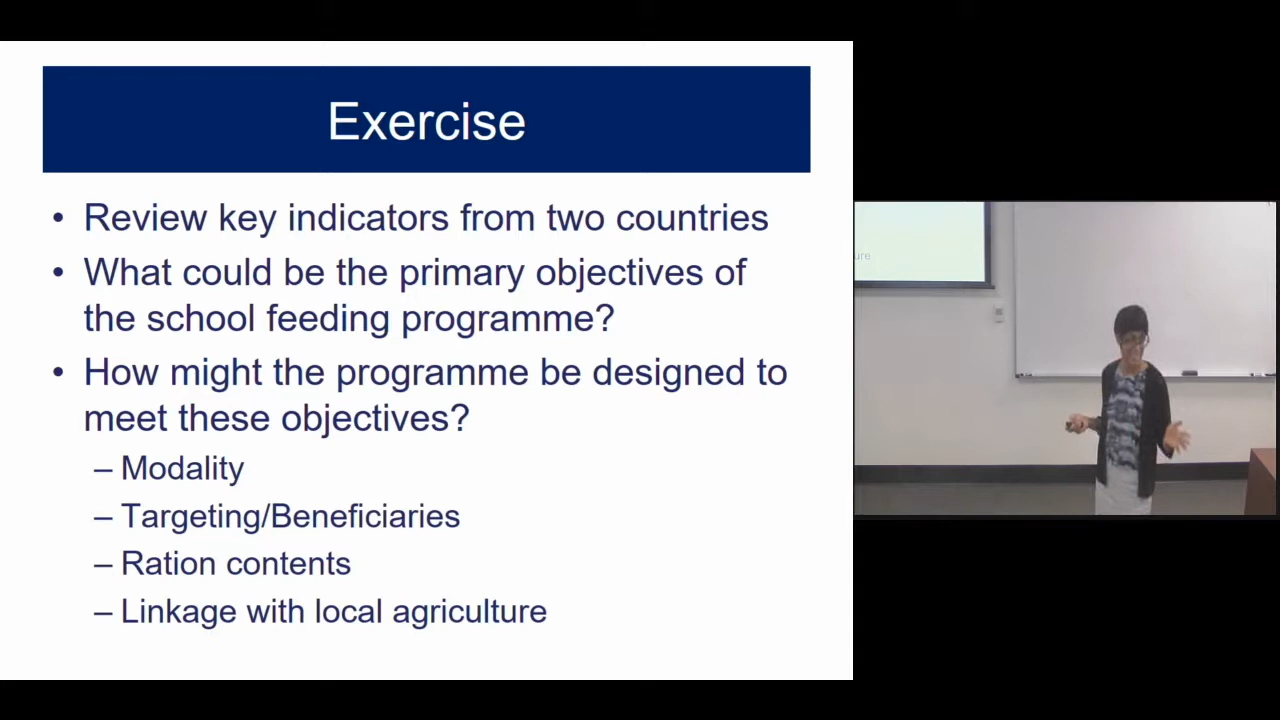 Exercise
• Review key indicators from two countries
• What could be the primary objectives of
the school feeding programme?
• How might the programme be designed to
meet these objectives?
– Modality
– Targeting/Beneficiaries
– Ration contents
– Linkage with local agriculture
ure